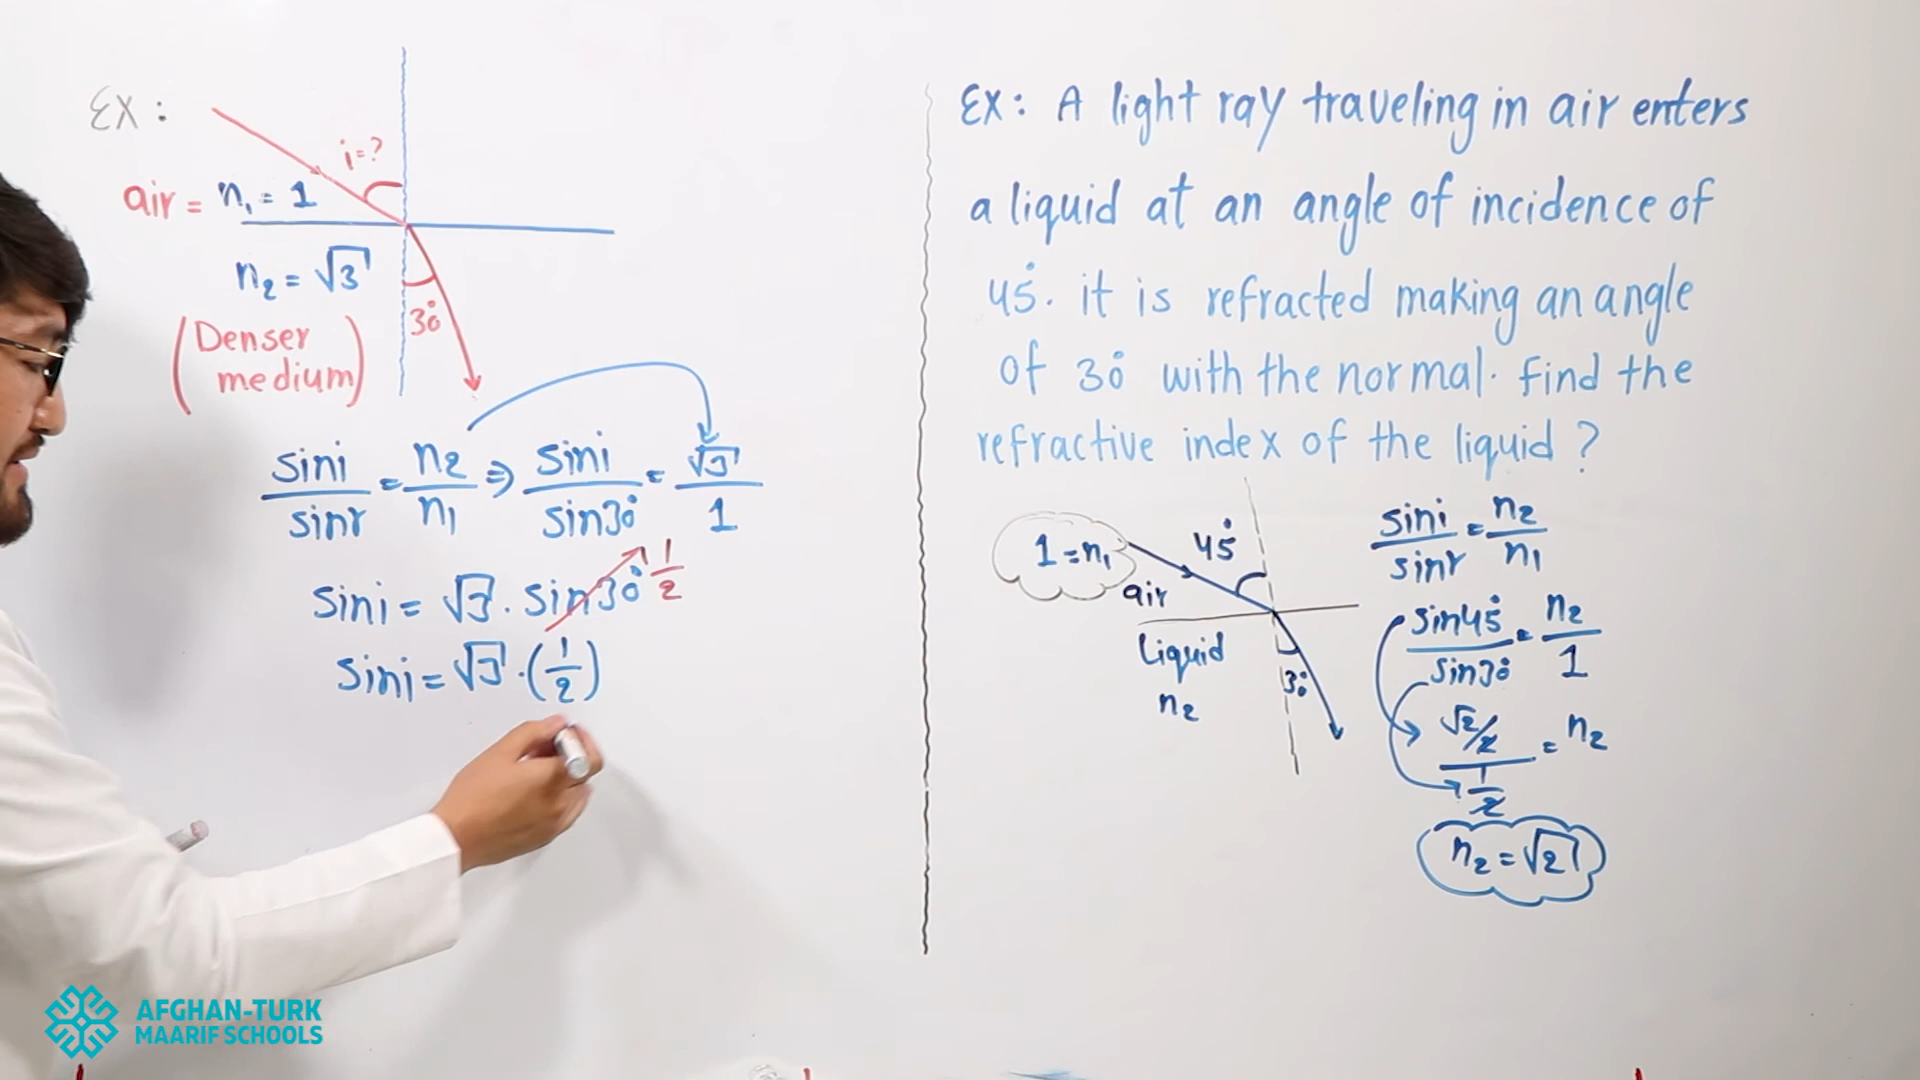 Ex:
i=?
air = n₁ = 1
n₂ = √3
(Denser medium)
30°
sini/sinr = n₂/n₁ ⇒ sini/sin30° = √3/1
sini = √3 · sin30° 1/2
sini = √3 · (1/2)
Ex: A light ray traveling in air enters
a liquid at an angle of incidence of
45°. it is refracted making an angle
of 30° with the normal. find the
refractive index of the liquid?
1 = n₁
45°
air
liquid
n₂
30°
sini/sinr = n₂/n₁
sin45°/sin30° = n₂/1
√2/2 / 1/2 = n₂
n₂ = √2
AFGHAN-TURK
MAARIF SCHOOLS